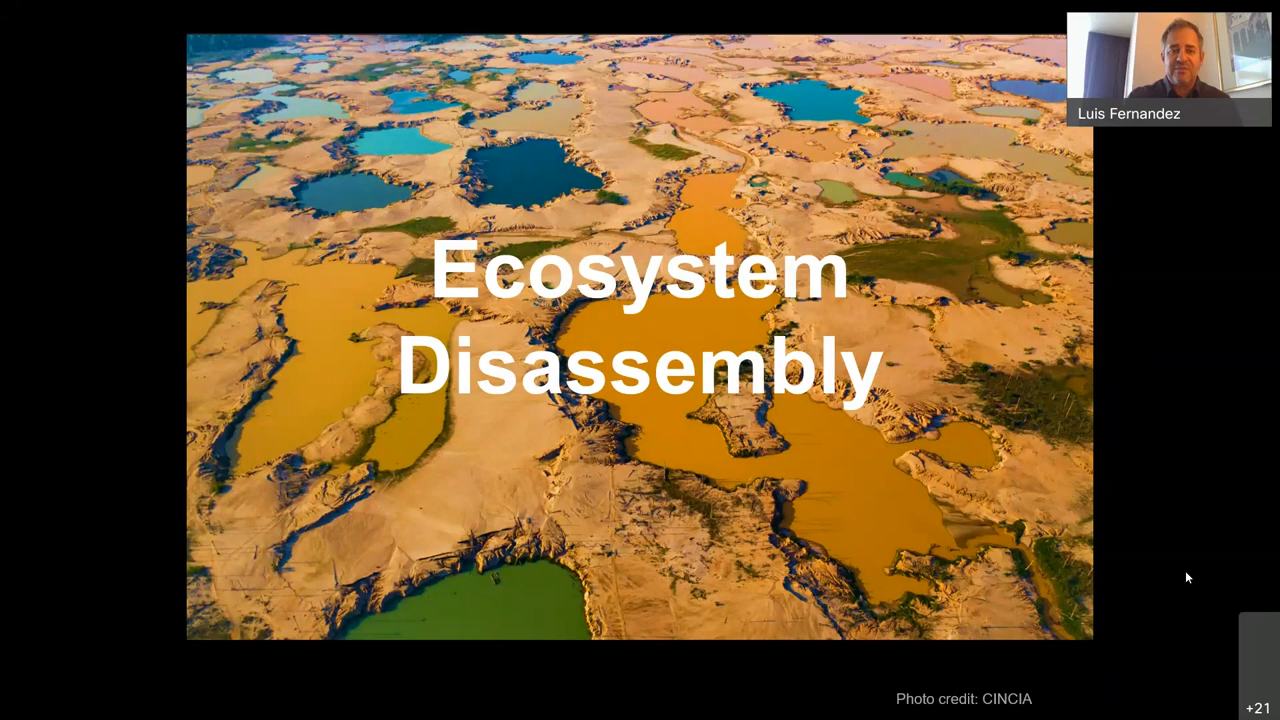 Luis Fernandez
Ecosystem
Disassembly
Photo credit: CINCIA
+21